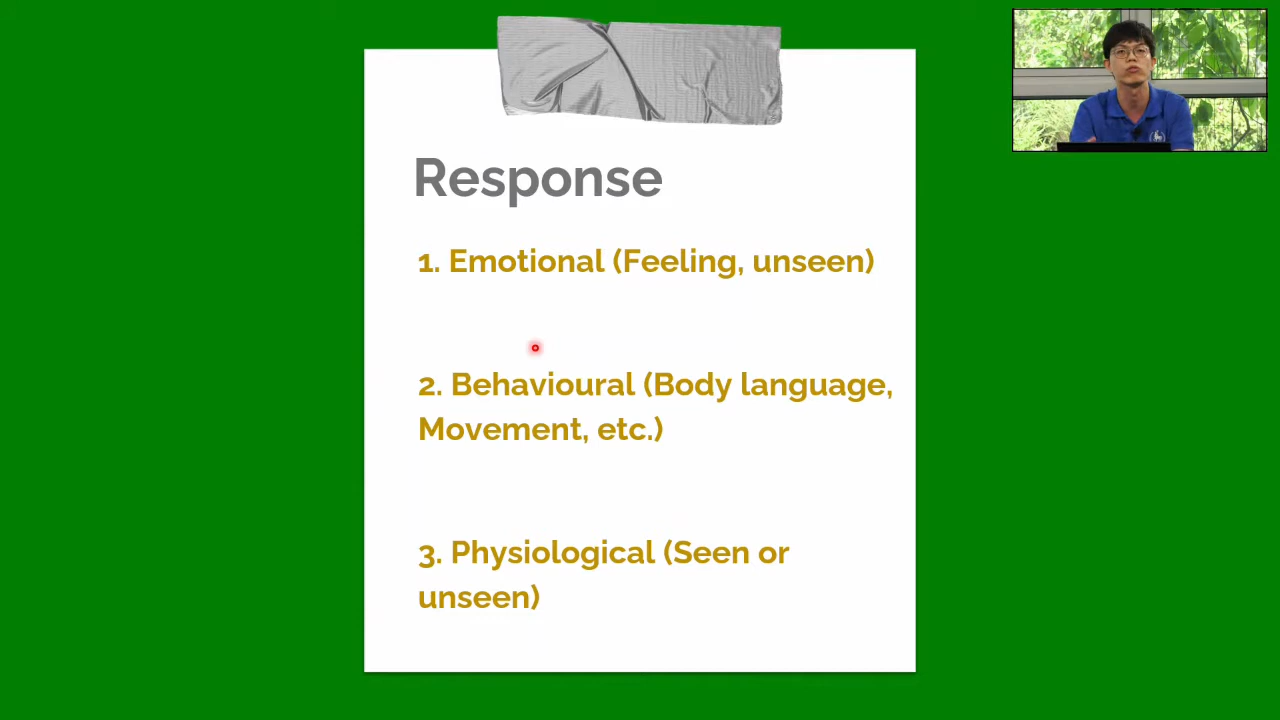 Response
1. Emotional (Feeling, unseen)
2. Behavioural (Body language,
Movement, etc.)
3. Physiological (Seen or
unseen)